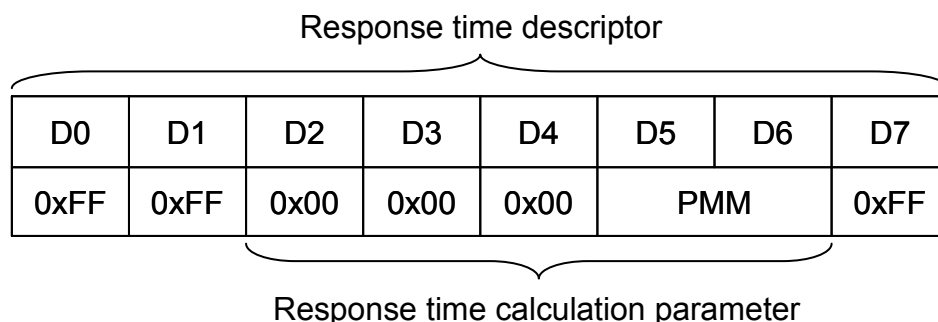 Response time descriptor
D0 D1 D2 D3 D4 D5 D6 D7
0xFF 0xFF 0x00 0x00 0x00 PMM 0xFF
Response time calculation parameter